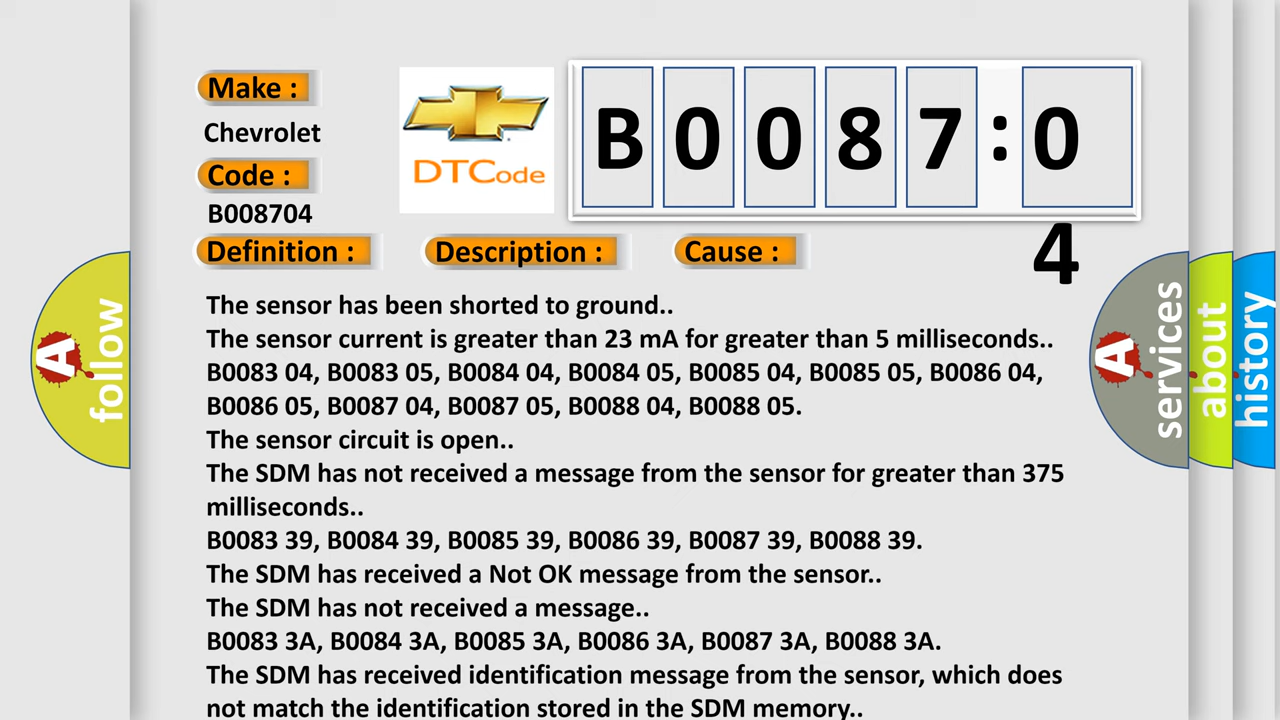 Make :
Chevrolet
Code :
B008704
DTCode
B0087:0
4
Definition :
Description :
Cause :
The sensor has been shorted to ground..
The sensor current is greater than 23 mA for greater than 5 milliseconds..
B0083 04, B0083 05, B0084 04, B0084 05, B0085 04, B0085 05, B0086 04,
B0086 05, B0087 04, B0087 05, B0088 04, B0088 05.
The sensor circuit is open..
The SDM has not received a message from the sensor for greater than 375
milliseconds..
B0083 39, B0084 39, B0085 39, B0086 39, B0087 39, B0088 39.
The SDM has received a Not OK message from the sensor..
The SDM has not received a message..
B0083 3A, B0084 3A, B0085 3A, B0086 3A, B0087 3A, B0088 3A.
The SDM has received identification message from the sensor, which does
not match the identification stored in the SDM memory..
A
follow
A
services
about
history